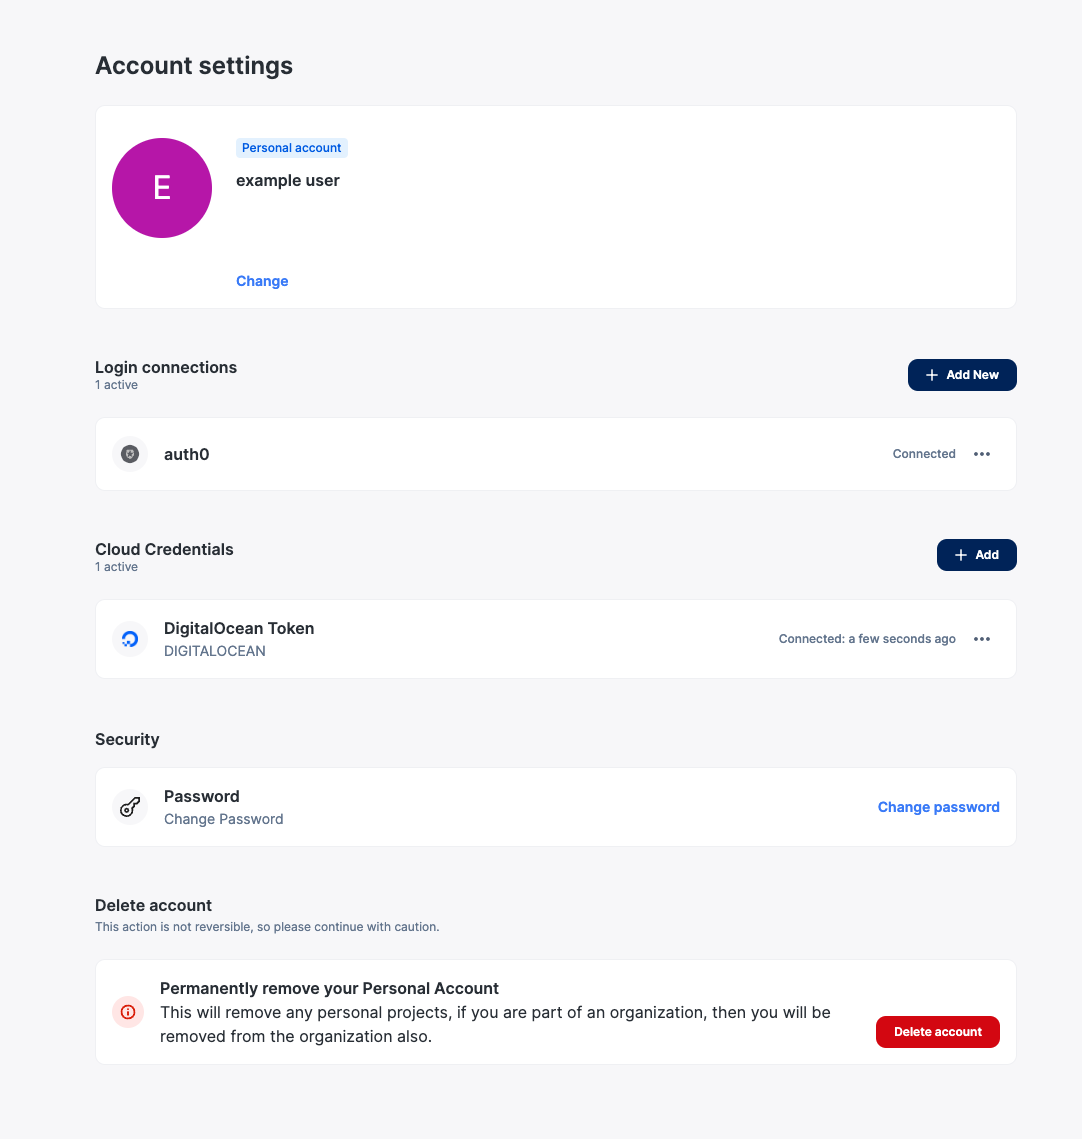 Account settings
E
Personal account
example user
Change
Login connections
1 active
Add New
auth0
Connected
Cloud Credentials
1 active
Add
DigitalOcean Token
DIGITALOCEAN
Connected: a few seconds ago
Security
Password
Change Password
Change password
Delete account
This action is not reversible, so please continue with caution.
Permanently remove your Personal Account
This will remove any personal projects, if you are part of an organization, then you will be
removed from the organization also.
Delete account